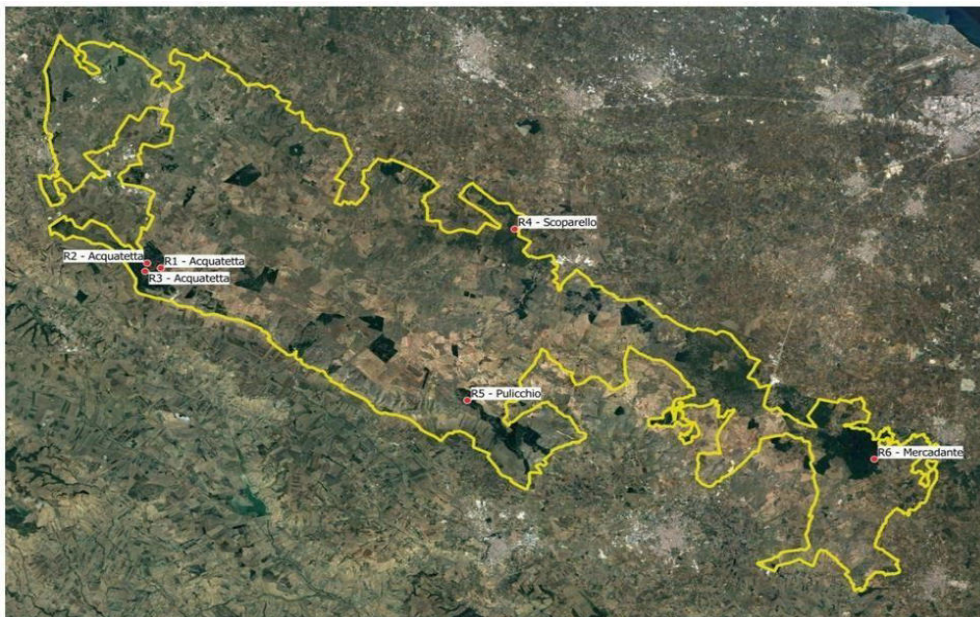 R4 - Scoparello
R2 - Acquatetta
R1 - Acquatetta
R3 - Acquatetta
R5 - Pulicchio
R6 - Mercadante